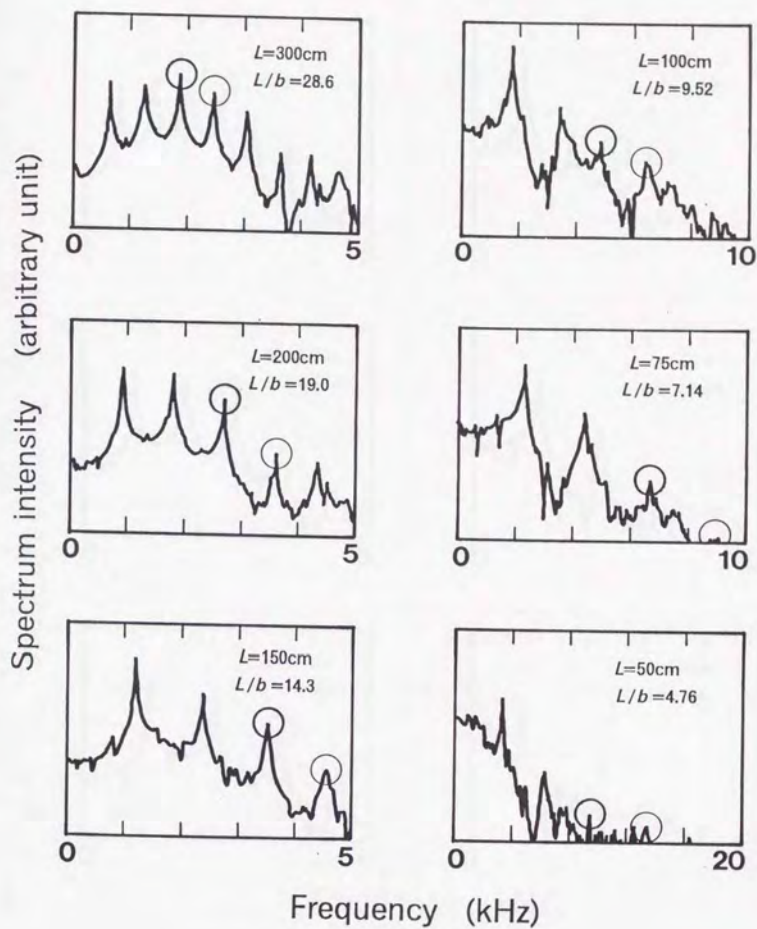 Spectrum intensity (arbitrary unit)
L=300cm
L/b=28.6
0 5
L=100cm
L/b=9.52
0 10
L=200cm
L/b=19.0
0 5
L=75cm
L/b=7.14
0 10
L=150cm
L/b=14.3
0 5
L=50cm
L/b=4.76
0 20
Frequency (kHz)